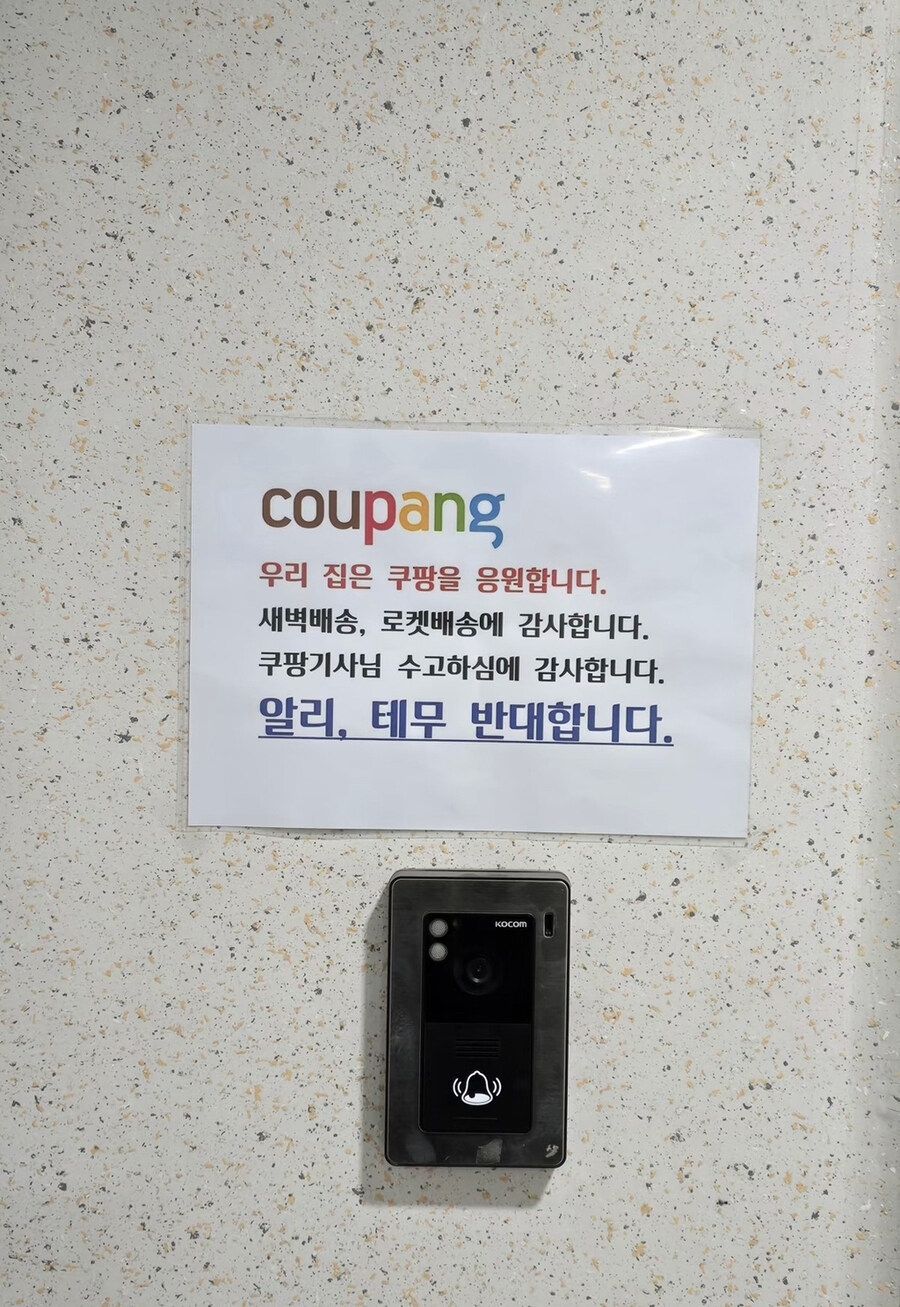 coupang
우리 집은 쿠팡을 응원합니다.
새벽배송, 로켓배송에 감사합니다.
쿠팡기사님 수고하심에 감사합니다.
알리, 테무 반대합니다.
KOCOM